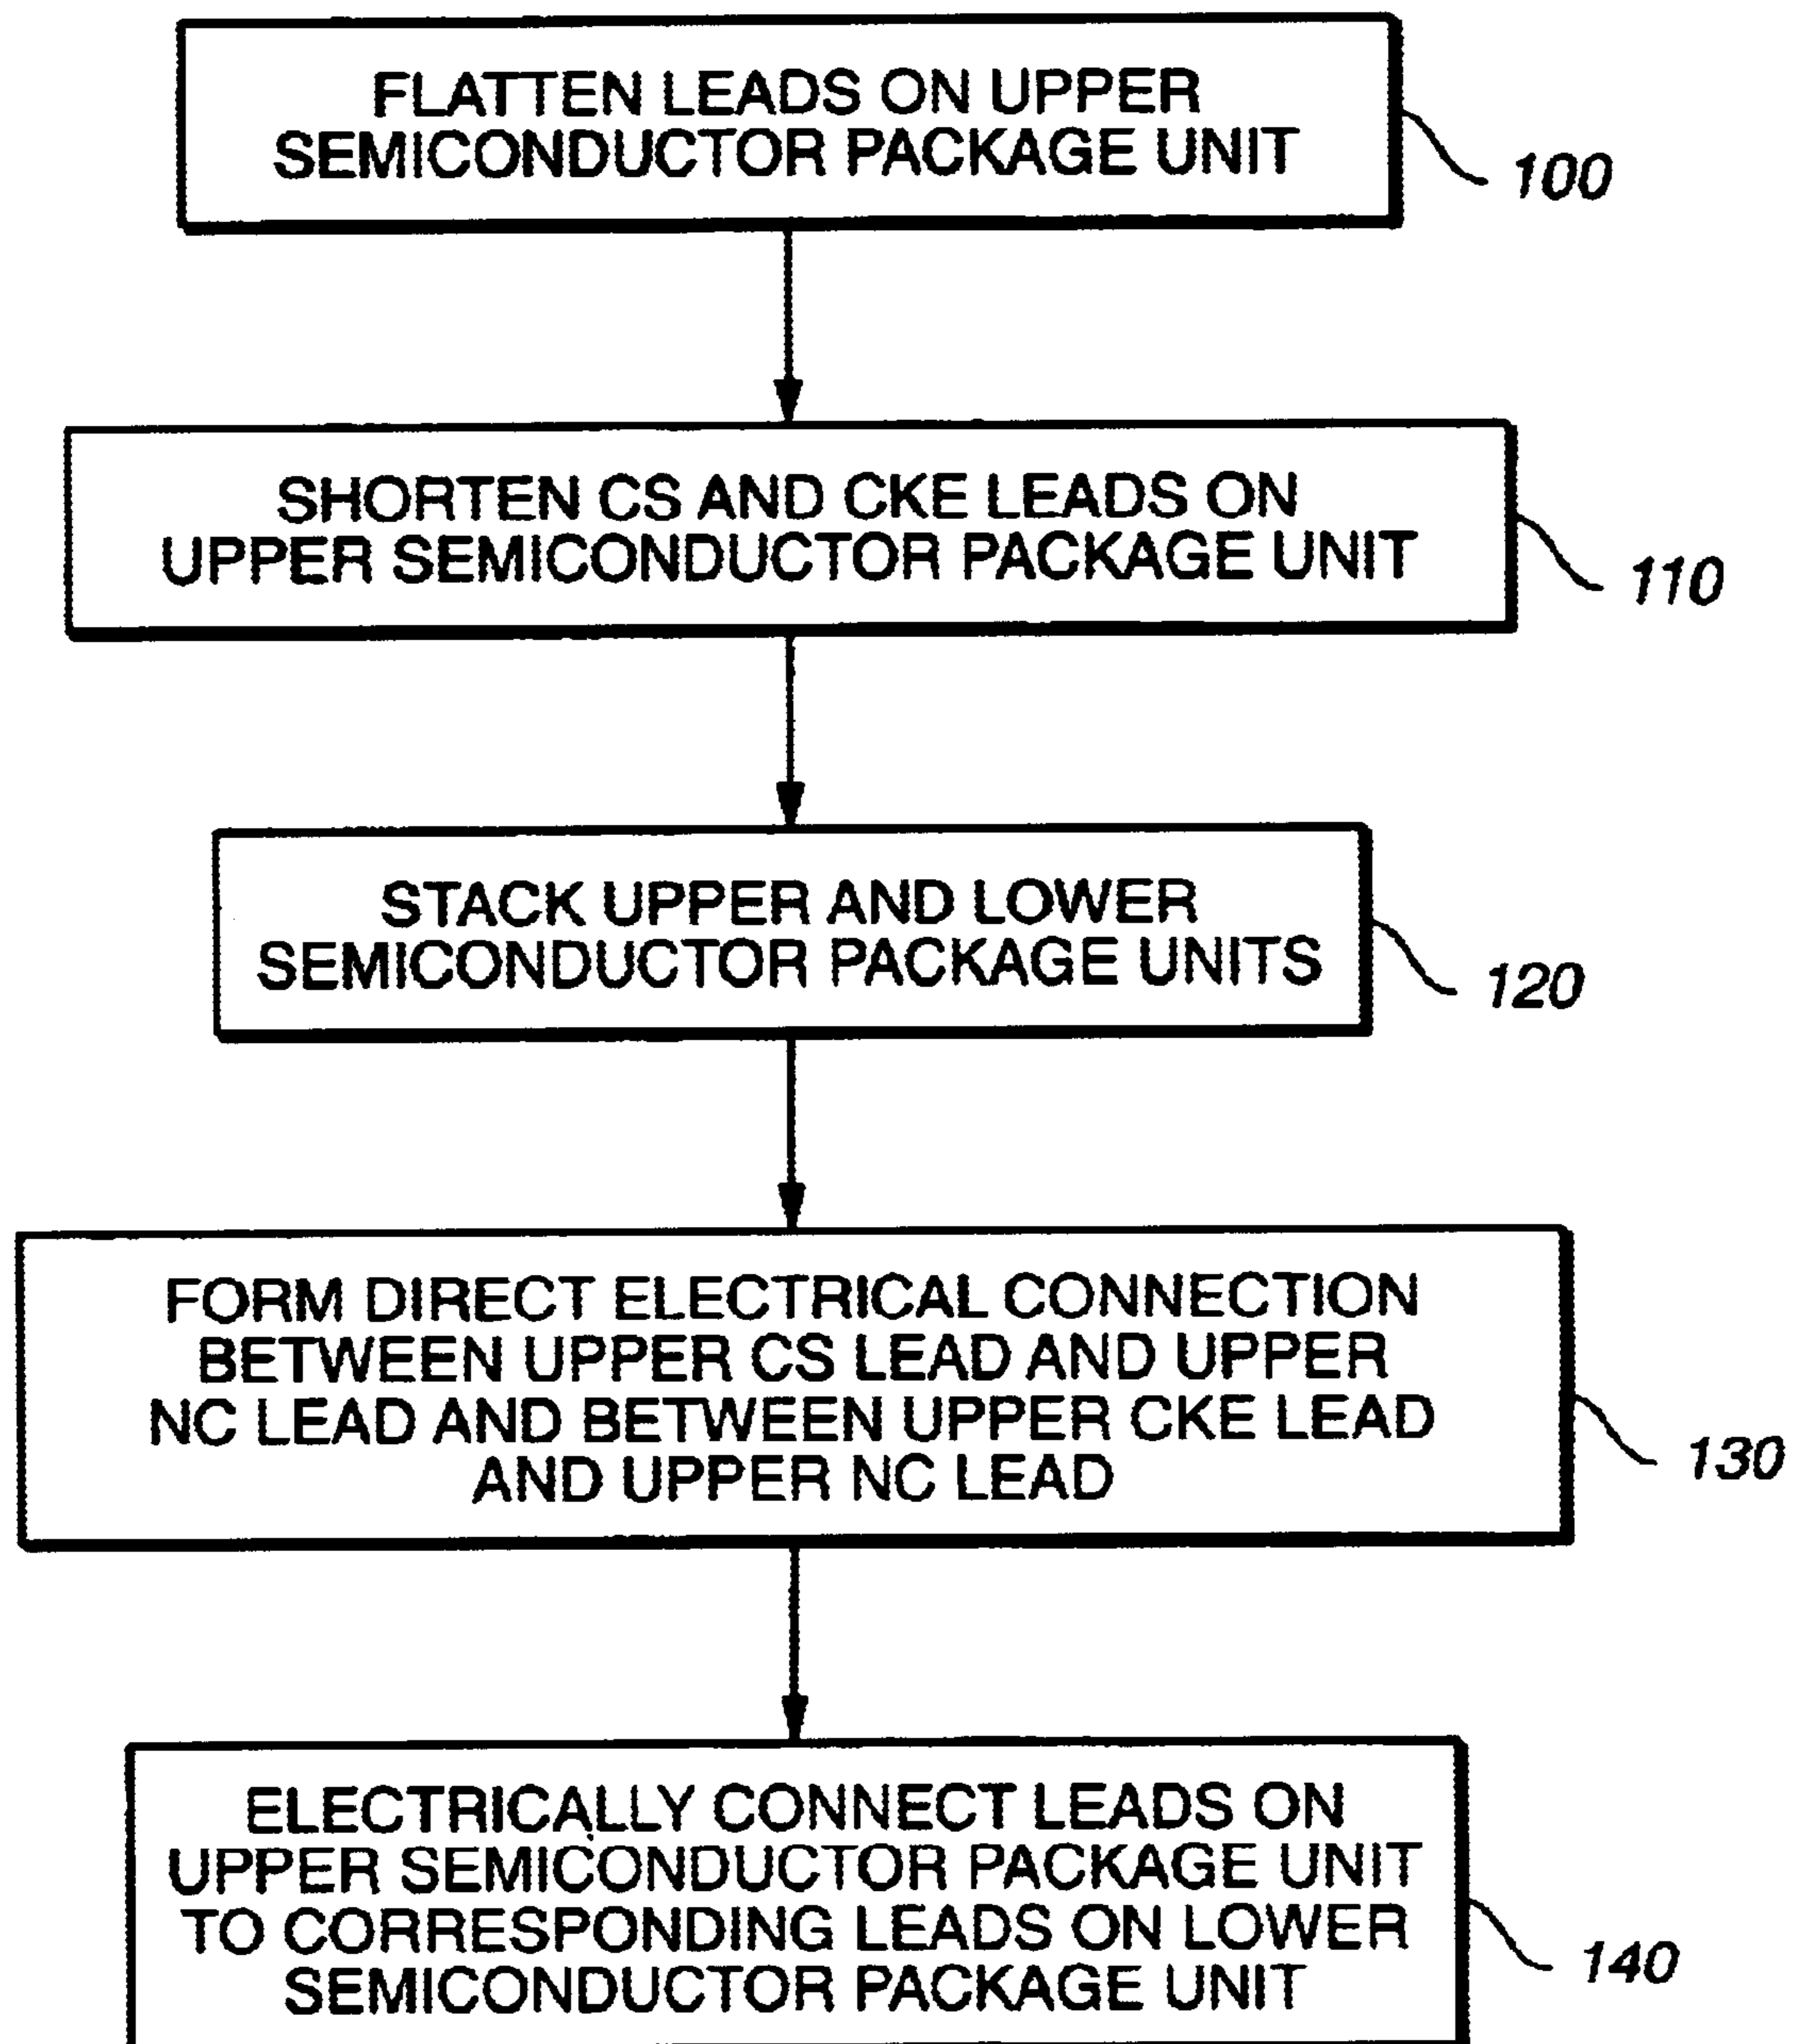 FLATTEN LEADS ON UPPER
SEMICONDUCTOR PACKAGE UNIT
100
SHORTEN CS AND CKE LEADS ON
UPPER SEMICONDUCTOR PACKAGE UNIT
110
STACK UPPER AND LOWER
SEMICONDUCTOR PACKAGE UNITS
120
FORM DIRECT ELECTRICAL CONNECTION
BETWEEN UPPER CS LEAD AND UPPER
NC LEAD AND BETWEEN UPPER CKE LEAD
AND UPPER NC LEAD
130
ELECTRICALLY CONNECT LEADS ON
UPPER SEMICONDUCTOR PACKAGE UNIT
TO CORRESPONDING LEADS ON LOWER
SEMICONDUCTOR PACKAGE UNIT
140